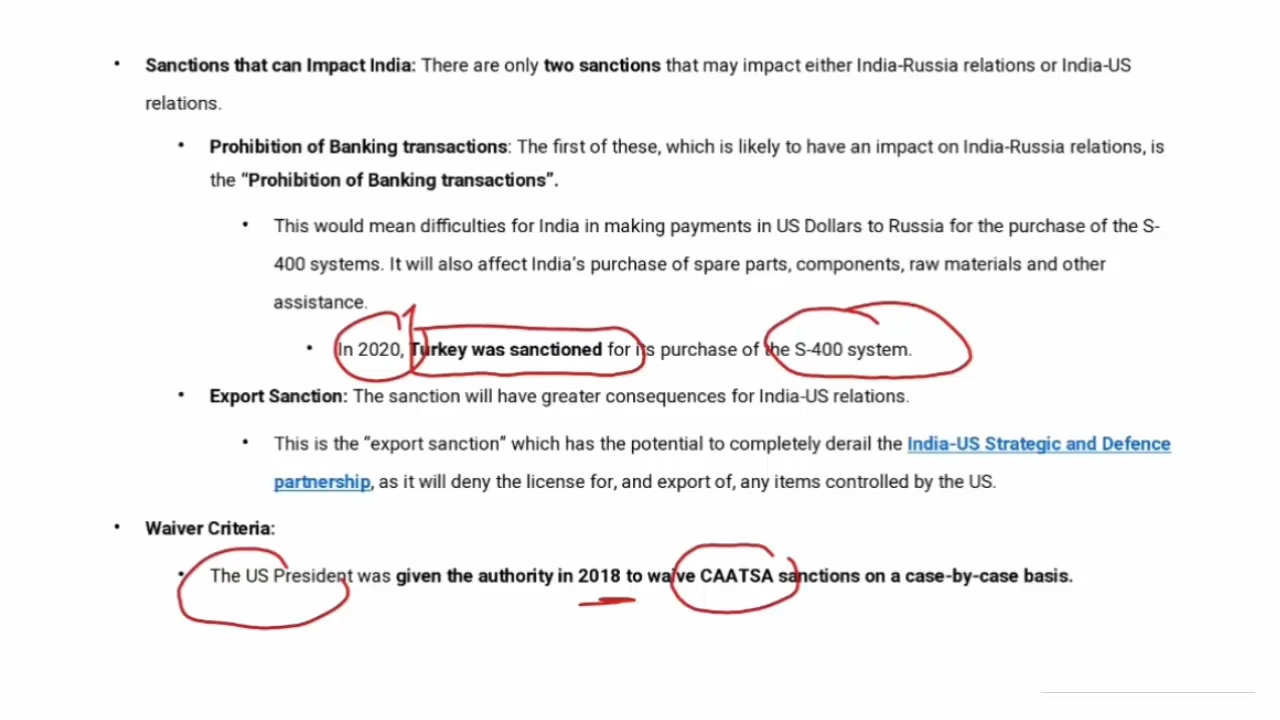 • Sanctions that can Impact India: There are only two sanctions that may impact either India-Russia relations or India-US
relations.
• Prohibition of Banking transactions: The first of these, which is likely to have an impact on India-Russia relations, is
the “Prohibition of Banking transactions”.
• This would mean difficulties for India in making payments in US Dollars to Russia for the purchase of the S-
400 systems. It will also affect India’s purchase of spare parts, components, raw materials and other
assistance.
• In 2020, Turkey was sanctioned for its purchase of the S-400 system.
• Export Sanction: The sanction will have greater consequences for India-US relations.
• This is the “export sanction” which has the potential to completely derail the India-US Strategic and Defence
partnership, as it will deny the license for, and export of, any items controlled by the US.
• Waiver Criteria:
• The US President was given the authority in 2018 to waive CAATSA sanctions on a case-by-case basis.